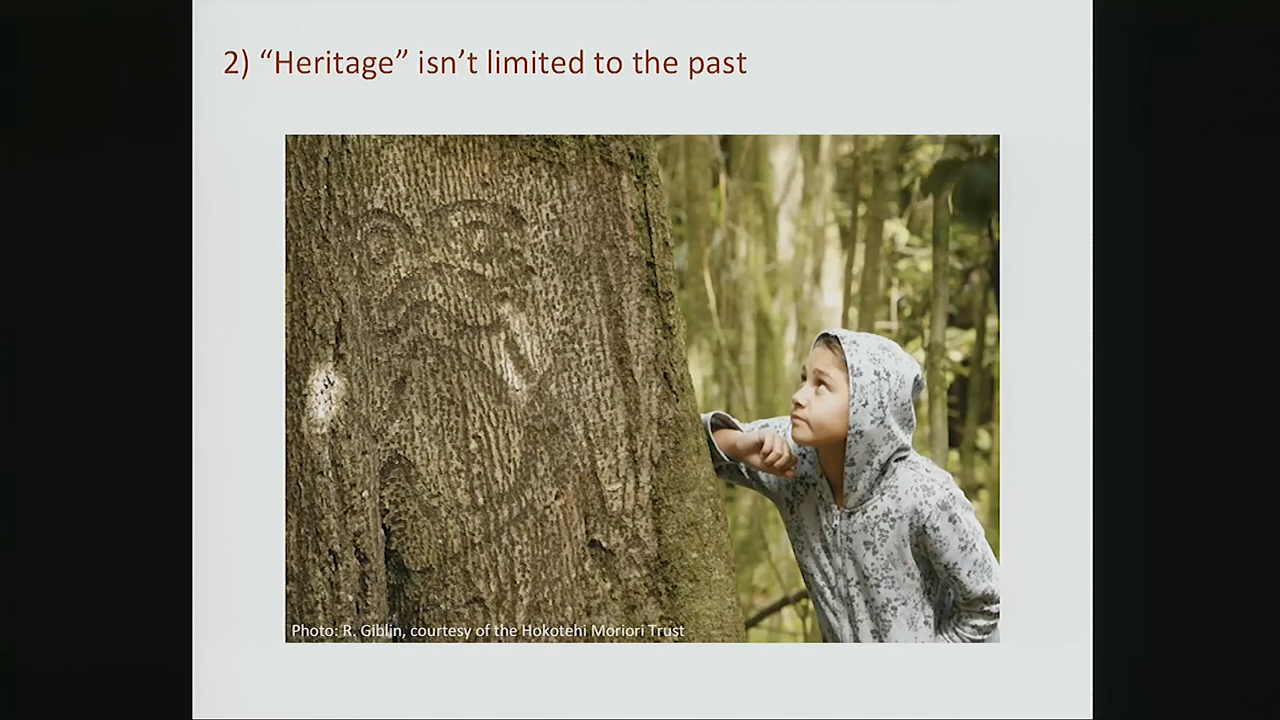 2) “Heritage” isn’t limited to the past
Photo: R. Giblin, courtesy of the Hokotehi Moriori Trust